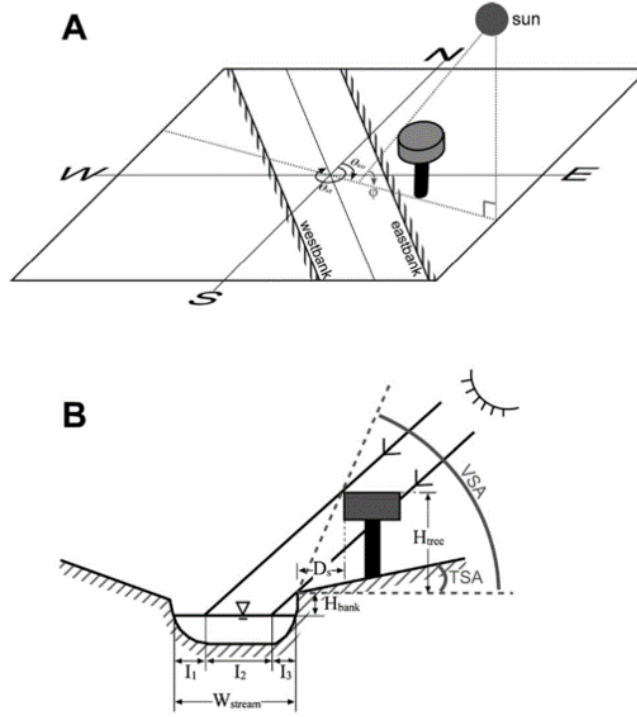 A
sun
N
W
E
φ
westbank
eastbank
S
B
VSA
H_tree
D_s
TSA
H_bank
I_1
I_2
I_3
W_stream